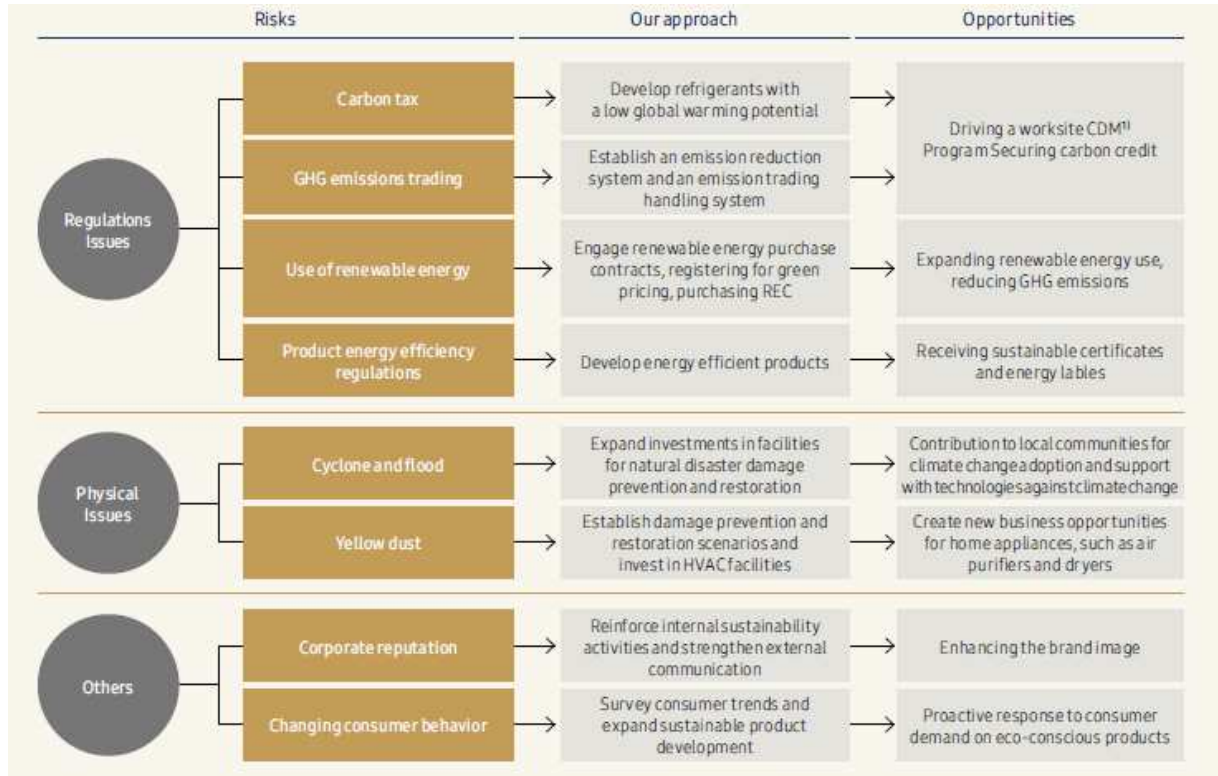 Risks
Our approach
Opportunities
Regulations
Issues
Carbon tax
Develop refrigerants with
a low global warming potential
Driving a worksite CDM¹⁾
Program Securing carbon credit
GHG emissions trading
Establish an emission reduction
system and an emission trading
handling system
Use of renewable energy
Engage renewable energy purchase
contracts, registering for green
pricing, purchasing REC
Expanding renewable energy use,
reducing GHG emissions
Product energy efficiency
regulations
Develop energy efficient products
Receiving sustainable certificates
and energy lables
Physical
Issues
Cyclone and flood
Expand investments in facilities
for natural disaster damage
prevention and restoration
Contribution to local communities for
climate change adoption and support
with technologies against climate change
Yellow dust
Establish damage prevention and
restoration scenarios and
invest in HVAC facilities
Create new business opportunities
for home appliances, such as air
purifiers and dryers
Others
Corporate reputation
Reinforce internal sustainability
activities and strengthen external
communication
Enhancing the brand image
Changing consumer behavior
Survey consumer trends and
expand sustainable product
development
Proactive response to consumer
demand on eco-conscious products